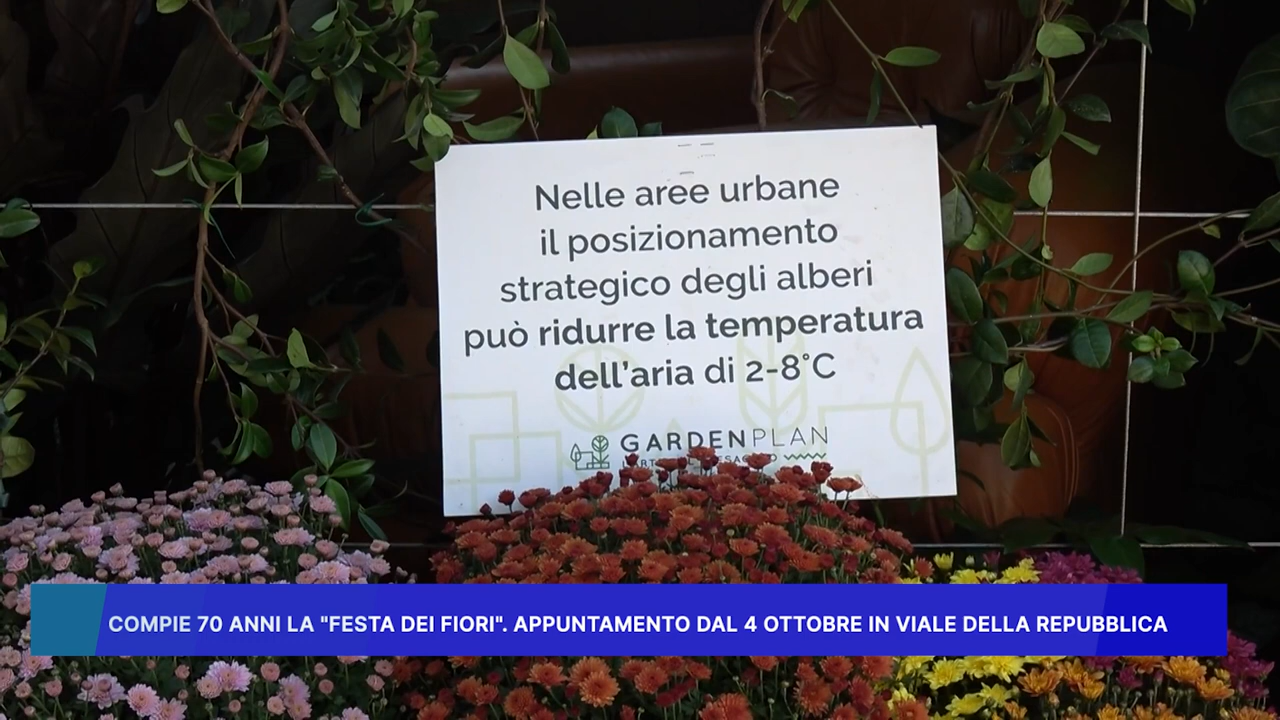 Nelle aree urbane
il posizionamento
strategico degli alberi
può ridurre la temperatura
dell'aria di 2-8°C
GARDENPLAN
COMPIE 70 ANNI LA "FESTA DEI FIORI". APPUNTAMENTO DAL 4 OTTOBRE IN VIALE DELLA REPUBBLICA